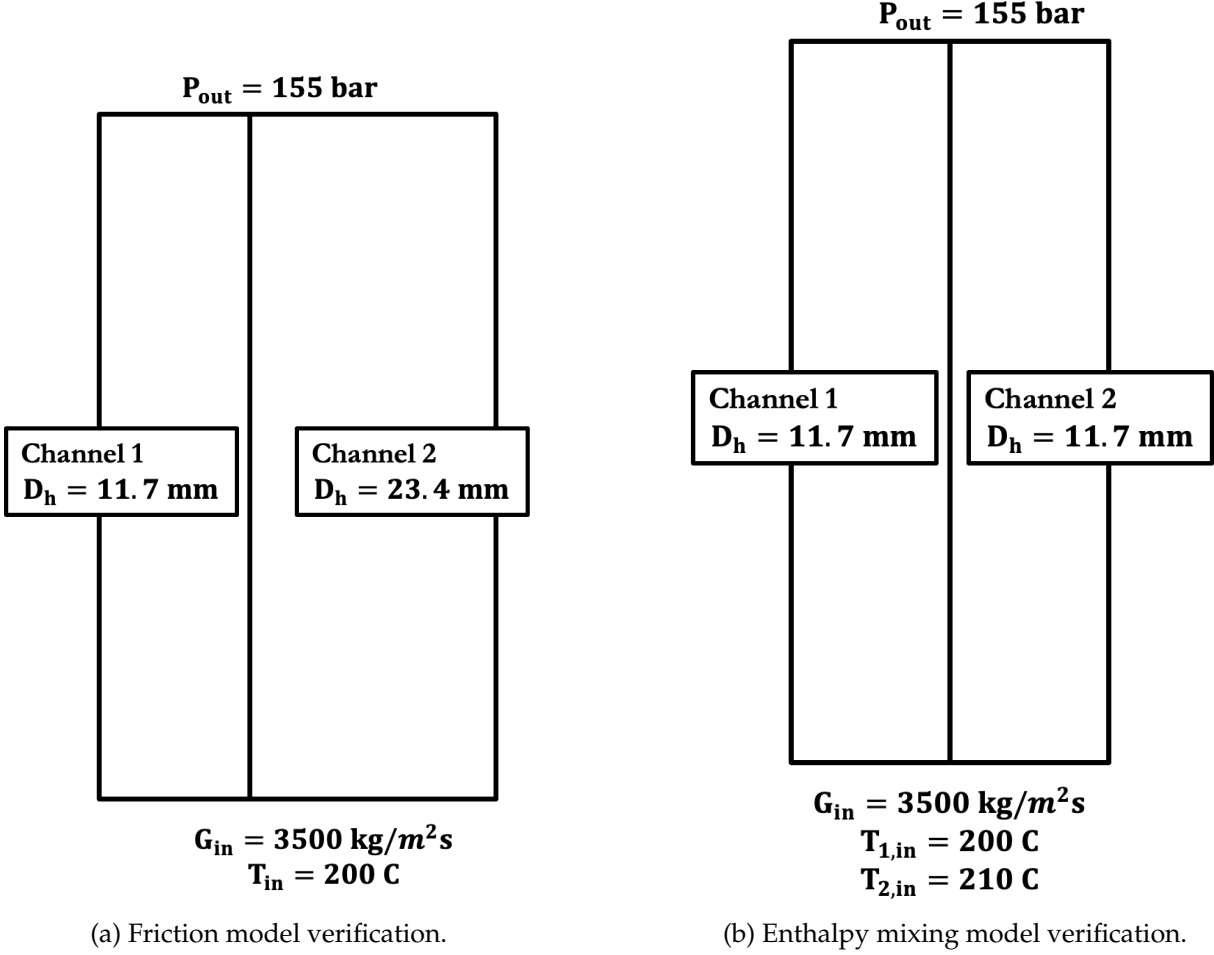 P_out = 155 bar
Channel 1
D_h = 11.7 mm
Channel 2
D_h = 23.4 mm
G_in = 3500 kg/m²s
T_in = 200 C
(a) Friction model verification.
P_out = 155 bar
Channel 1
D_h = 11.7 mm
Channel 2
D_h = 11.7 mm
G_in = 3500 kg/m²s
T_1,in = 200 C
T_2,in = 210 C
(b) Enthalpy mixing model verification.